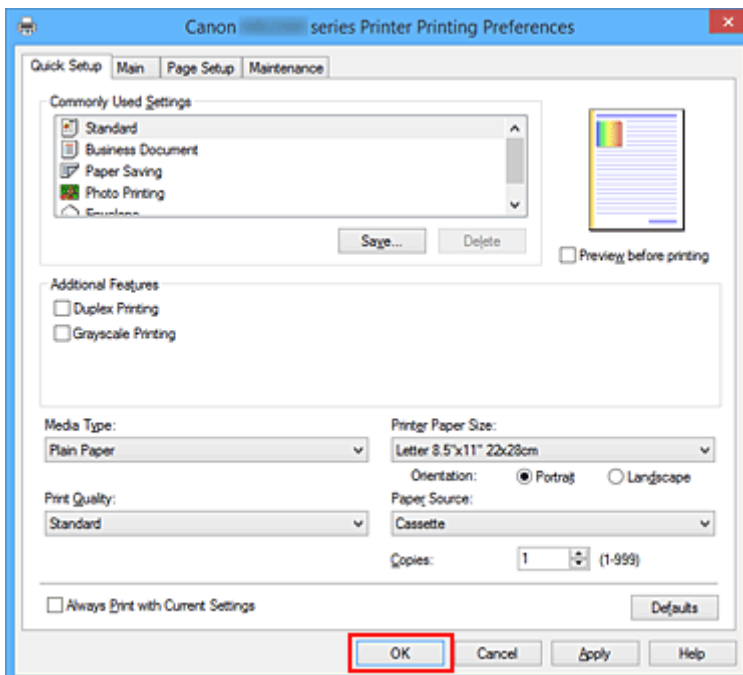 Canon series Printer Printing Preferences
Quick Setup Main Page Setup Maintenance
Commonly Used Settings
Standard
Business Document
Paper Saving
Photo Printing
Envelope
Save... Delete
Preview before printing
Additional Features
Duplex Printing
Grayscale Printing
Media Type: Printer Paper Size:
Plain Paper Letter 8.5"x11" 22x28cm
Orientation: Portrait Landscape
Print Quality: Paper Source:
Standard Cassette
Copies: 1 (1-999)
Always Print with Current Settings Defaults
OK Cancel Apply Help